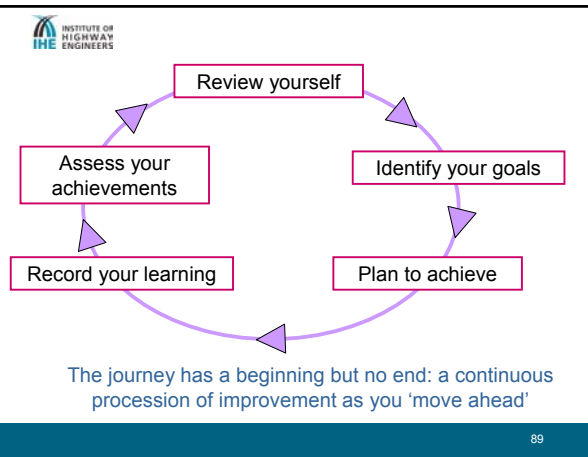 IHE
INSTITUTE OF
HIGHWAY
ENGINEERS
Review yourself
Assess your
achievements
Identify your goals
Record your learning
Plan to achieve
The journey has a beginning but no end: a continuous
procession of improvement as you ‘move ahead’
89